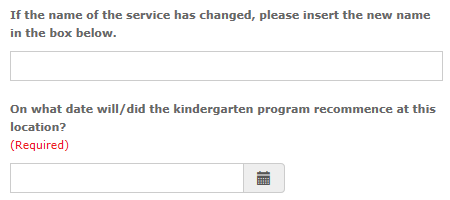 If the name of the service has changed, please insert the new name
in the box below.
On what date will/did the kindergarten program recommence at this
location?
(Required)